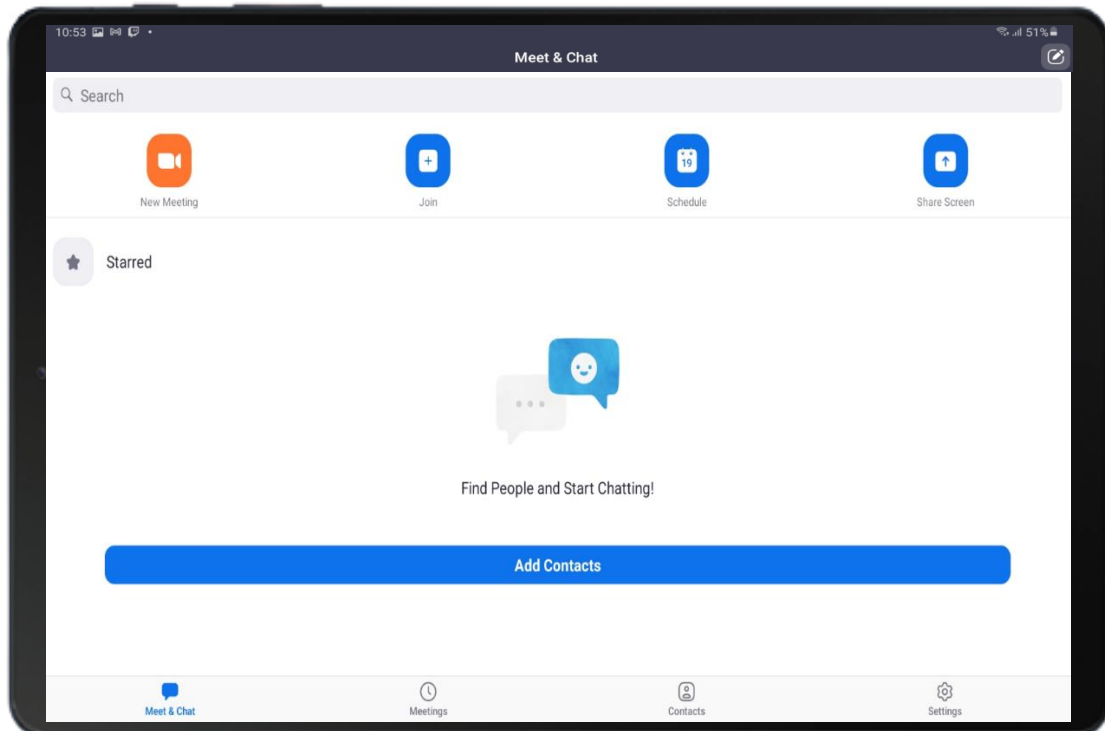 10:53
51%
Meet & Chat
Search
19
New Meeting
Join
Schedule
Share Screen
Starred
Find People and Start Chatting!
Add Contacts
Meet & Chat
Meetings
Contacts
Settings